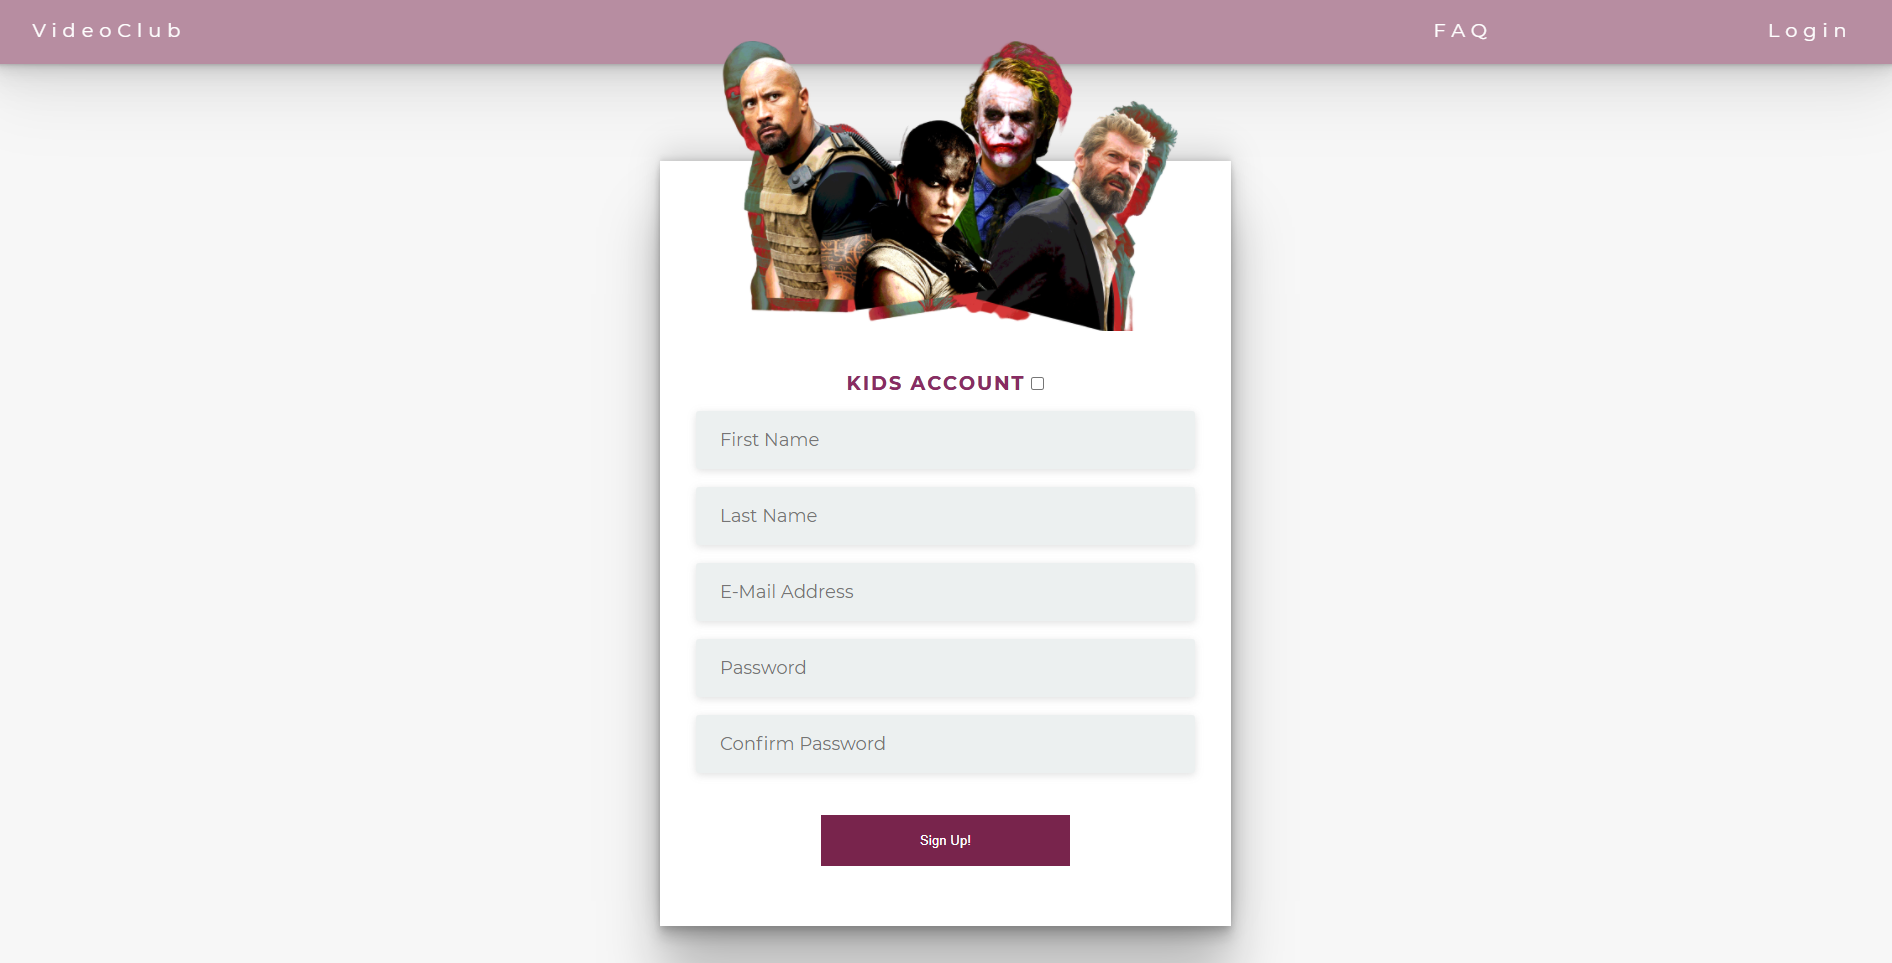 VideoClub
FAQ
Login
KIDS ACCOUNT
First Name
Last Name
E-Mail Address
Password
Confirm Password
Sign Up!